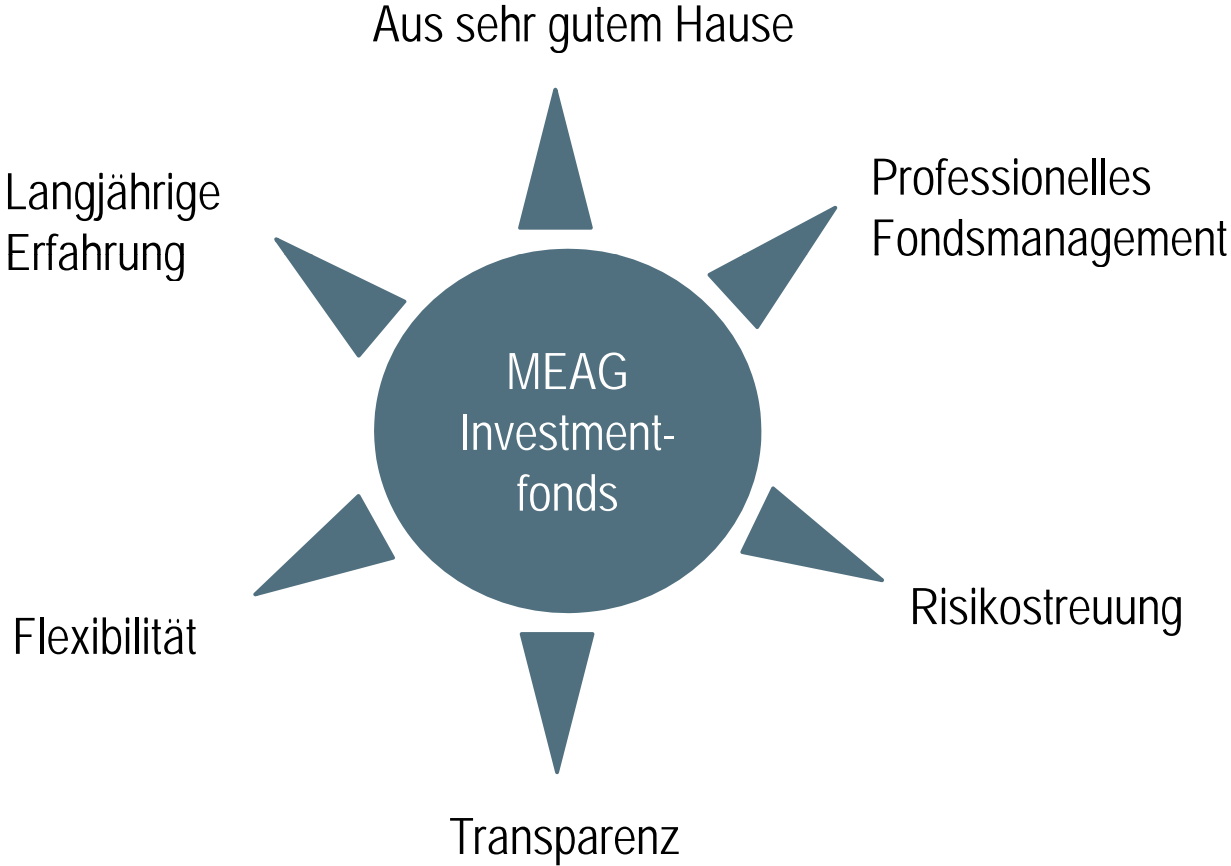 Aus sehr gutem Hause
Langjährige
Erfahrung
Professionelles
Fondsmanagement
MEAG
Investment-
fonds
Flexibilität
Risikostreuung
Transparenz